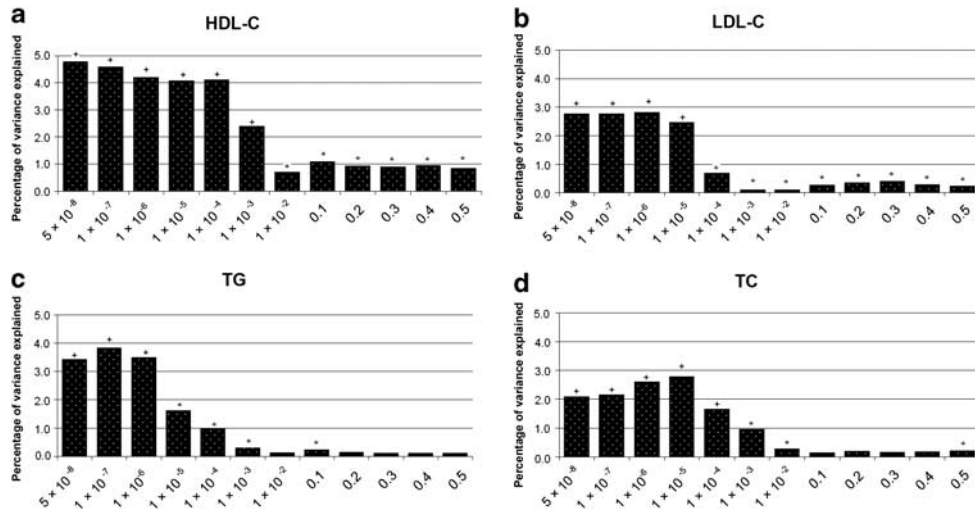 a
HDL-C
Percentage of variance explained
5.0
4.0
3.0
2.0
1.0
0.0
5 × 10⁻⁸ 1 × 10⁻⁷ 1 × 10⁶ 1 × 10⁻⁵ 1 × 10⁻⁴ 1 × 10⁻³ 1 × 10⁻² 0.1 0.2 0.3 0.4 0.5
b
LDL-C
Percentage of variance explained
5.0
4.0
3.0
2.0
1.0
0.0
5 × 10⁻⁸ 1 × 10⁻⁷ 1 × 10⁶ 1 × 10⁻⁵ 1 × 10⁻⁴ 1 × 10⁻³ 1 × 10⁻² 0.1 0.2 0.3 0.4 0.5
c
TG
Percentage of variance explained
5.0
4.0
3.0
2.0
1.0
0.0
5 × 10⁻⁸ 1 × 10⁻⁷ 1 × 10⁶ 1 × 10⁻⁵ 1 × 10⁻⁴ 1 × 10⁻³ 1 × 10⁻² 0.1 0.2 0.3 0.4 0.5
d
TC
Percentage of variance explained
5.0
4.0
3.0
2.0
1.0
0.0
5 × 10⁻⁸ 1 × 10⁻⁷ 1 × 10⁶ 1 × 10⁻⁵ 1 × 10⁻⁴ 1 × 10⁻³ 1 × 10⁻² 0.1 0.2 0.3 0.4 0.5